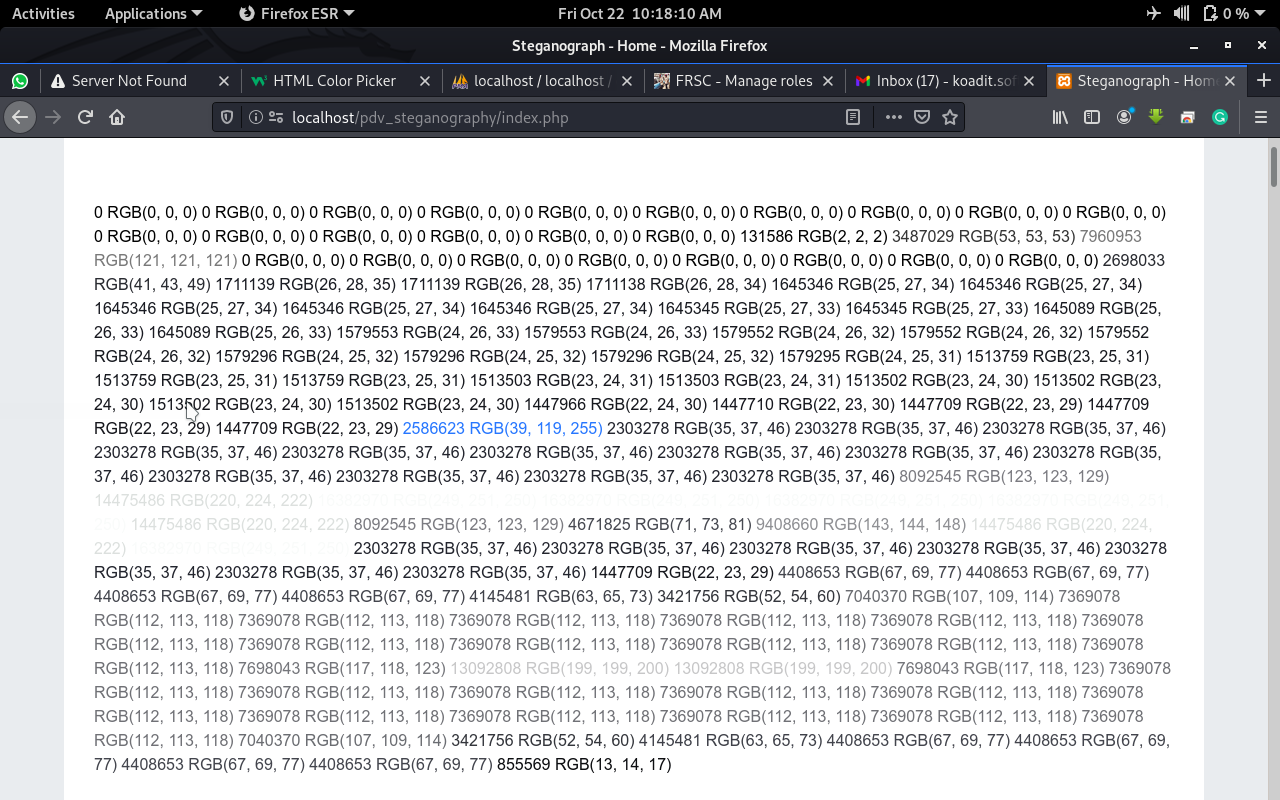 Activities Applications Firefox ESR Fri Oct 22 10:18:10 AM 0 %
Steganograph - Home - Mozilla Firefox
Server Not Found HTML Color Picker localhost / localhost / FRSC - Manage roles Inbox (17) - koadit.sof Steganograph - Home
localhost/pdv_steganography/index.php
0 RGB(0, 0, 0) 0 RGB(0, 0, 0) 0 RGB(0, 0, 0) 0 RGB(0, 0, 0) 0 RGB(0, 0, 0) 0 RGB(0, 0, 0) 0 RGB(0, 0, 0) 0 RGB(0, 0, 0) 0 RGB(0, 0, 0) 0 RGB(0, 0, 0)
0 RGB(0, 0, 0) 0 RGB(0, 0, 0) 0 RGB(0, 0, 0) 0 RGB(0, 0, 0) 0 RGB(0, 0, 0) 0 RGB(0, 0, 0) 131586 RGB(2, 2, 2) 3487029 RGB(53, 53, 53) 7960953
RGB(121, 121, 121) 0 RGB(0, 0, 0) 0 RGB(0, 0, 0) 0 RGB(0, 0, 0) 0 RGB(0, 0, 0) 0 RGB(0, 0, 0) 0 RGB(0, 0, 0) 0 RGB(0, 0, 0) 0 RGB(0, 0, 0) 2698033
RGB(41, 43, 49) 1711139 RGB(26, 28, 35) 1711139 RGB(26, 28, 35) 1711138 RGB(26, 28, 34) 1645346 RGB(25, 27, 34) 1645346 RGB(25, 27, 34)
1645346 RGB(25, 27, 34) 1645346 RGB(25, 27, 34) 1645346 RGB(25, 27, 34) 1645345 RGB(25, 27, 33) 1645345 RGB(25, 27, 33) 1645089 RGB(25,
26, 33) 1645089 RGB(25, 26, 33) 1579553 RGB(24, 26, 33) 1579553 RGB(24, 26, 33) 1579552 RGB(24, 26, 32) 1579552 RGB(24, 26, 32) 1579552
RGB(24, 26, 32) 1579296 RGB(24, 25, 32) 1579296 RGB(24, 25, 32) 1579296 RGB(24, 25, 32) 1579295 RGB(24, 25, 31) 1513759 RGB(23, 25, 31)
1513759 RGB(23, 25, 31) 1513759 RGB(23, 25, 31) 1513503 RGB(23, 24, 31) 1513503 RGB(23, 24, 31) 1513502 RGB(23, 24, 30) 1513502 RGB(23,
24, 30) 1513502 RGB(23, 24, 30) 1513502 RGB(23, 24, 30) 1447966 RGB(22, 24, 30) 1447710 RGB(22, 23, 30) 1447709 RGB(22, 23, 29) 1447709
RGB(22, 23, 29) 1447709 RGB(22, 23, 29) 2586623 RGB(39, 119, 255) 2303278 RGB(35, 37, 46) 2303278 RGB(35, 37, 46) 2303278 RGB(35, 37, 46)
2303278 RGB(35, 37, 46) 2303278 RGB(35, 37, 46) 2303278 RGB(35, 37, 46) 2303278 RGB(35, 37, 46) 2303278 RGB(35, 37, 46) 2303278 RGB(35,
37, 46) 2303278 RGB(35, 37, 46) 2303278 RGB(35, 37, 46) 2303278 RGB(35, 37, 46) 2303278 RGB(35, 37, 46) 8092545 RGB(123, 123, 129)
14475486 RGB(220, 224, 222)
14475486 RGB(220, 224, 222) 8092545 RGB(123, 123, 129) 4671825 RGB(71, 73, 81) 9408660 RGB(143, 144, 148) 14475486 RGB(220, 224,
222) 2303278 RGB(35, 37, 46) 2303278 RGB(35, 37, 46) 2303278 RGB(35, 37, 46) 2303278 RGB(35, 37, 46) 2303278
RGB(35, 37, 46) 2303278 RGB(35, 37, 46) 2303278 RGB(35, 37, 46) 1447709 RGB(22, 23, 29) 4408653 RGB(67, 69, 77) 4408653 RGB(67, 69, 77)
4408653 RGB(67, 69, 77) 4408653 RGB(67, 69, 77) 4145481 RGB(63, 65, 73) 3421756 RGB(52, 54, 60) 7040370 RGB(107, 109, 114) 7369078
RGB(112, 113, 118) 7369078 RGB(112, 113, 118) 7369078 RGB(112, 113, 118) 7369078 RGB(112, 113, 118) 7369078 RGB(112, 113, 118) 7369078
RGB(112, 113, 118) 7369078 RGB(112, 113, 118) 7369078 RGB(112, 113, 118) 7369078 RGB(112, 113, 118) 7369078 RGB(112, 113, 118) 7369078
RGB(112, 113, 118) 7698043 RGB(117, 118, 123) 13092808 RGB(199, 199, 200) 13092808 RGB(199, 199, 200) 7698043 RGB(117, 118, 123) 7369078
RGB(112, 113, 118) 7369078 RGB(112, 113, 118) 7369078 RGB(112, 113, 118) 7369078 RGB(112, 113, 118) 7369078 RGB(112, 113, 118) 7369078
RGB(112, 113, 118) 7369078 RGB(112, 113, 118) 7369078 RGB(112, 113, 118) 7369078 RGB(112, 113, 118) 7369078 RGB(112, 113, 118) 7369078
RGB(112, 113, 118) 7040370 RGB(107, 109, 114) 3421756 RGB(52, 54, 60) 4145481 RGB(63, 65, 73) 4408653 RGB(67, 69, 77) 4408653 RGB(67, 69,
77) 4408653 RGB(67, 69, 77) 4408653 RGB(67, 69, 77) 855569 RGB(13, 14, 17)